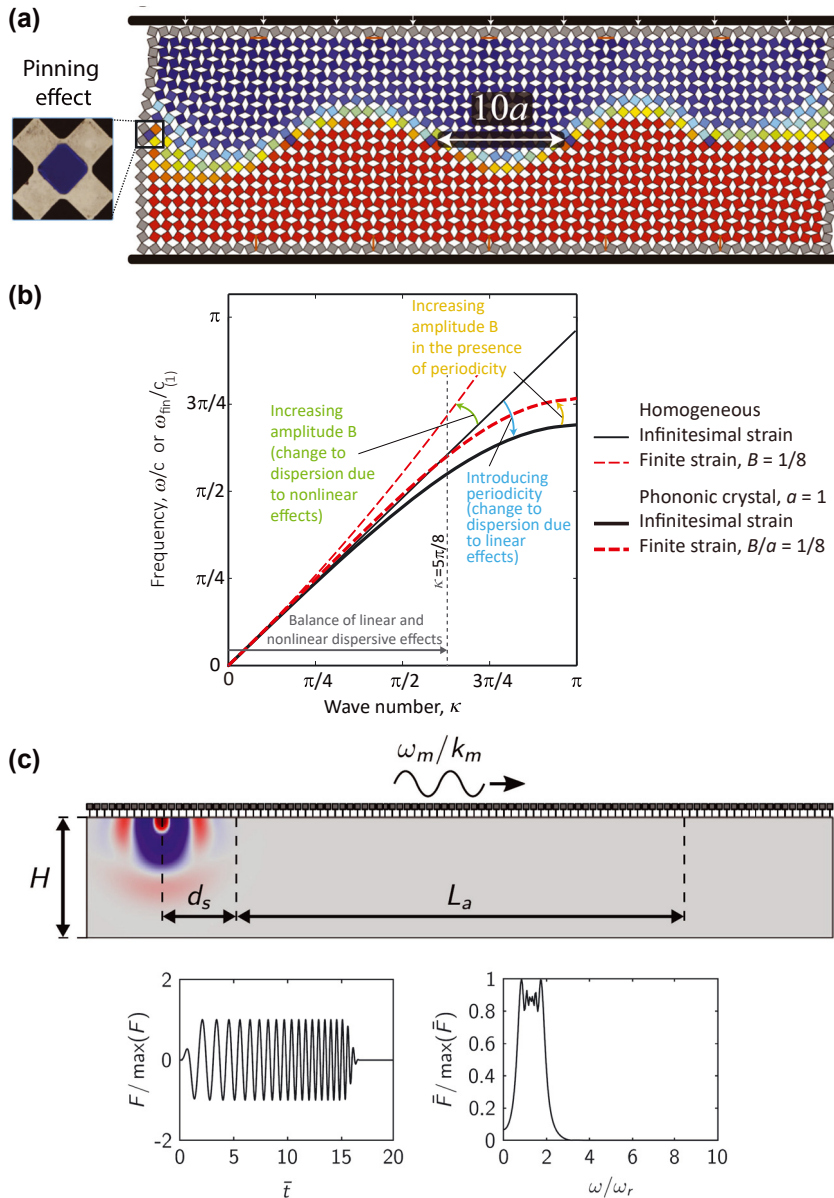 (a)
Pinning
effect
10a
(b)
Frequency, ω/c or ω_fin/c_(1)
π
3π/4
π/2
π/4
0
0
π/4
π/2
3π/4
π
Wave number, κ
Increasing
amplitude B
in the presence
of periodicity
Increasing
amplitude B
(change to
dispersion due
to nonlinear
effects)
Introducing
periodicity
(change to
dispersion due
to linear
effects)
κ=5π/8
Balance of linear and
nonlinear dispersive effects
Homogeneous
Infinitesimal strain
Finite strain, B = 1/8
Phononic crystal, a = 1
Infinitesimal strain
Finite strain, B/a = 1/8
(c)
ω_m/k_m
H
d_s
L_a
F / max(F)
2
0
-2
0
5
10
15
20
t̄
F̄ / max(F̄)
1
0.8
0.6
0.4
0.2
0
0
2
4
6
8
10
ω/ω_r